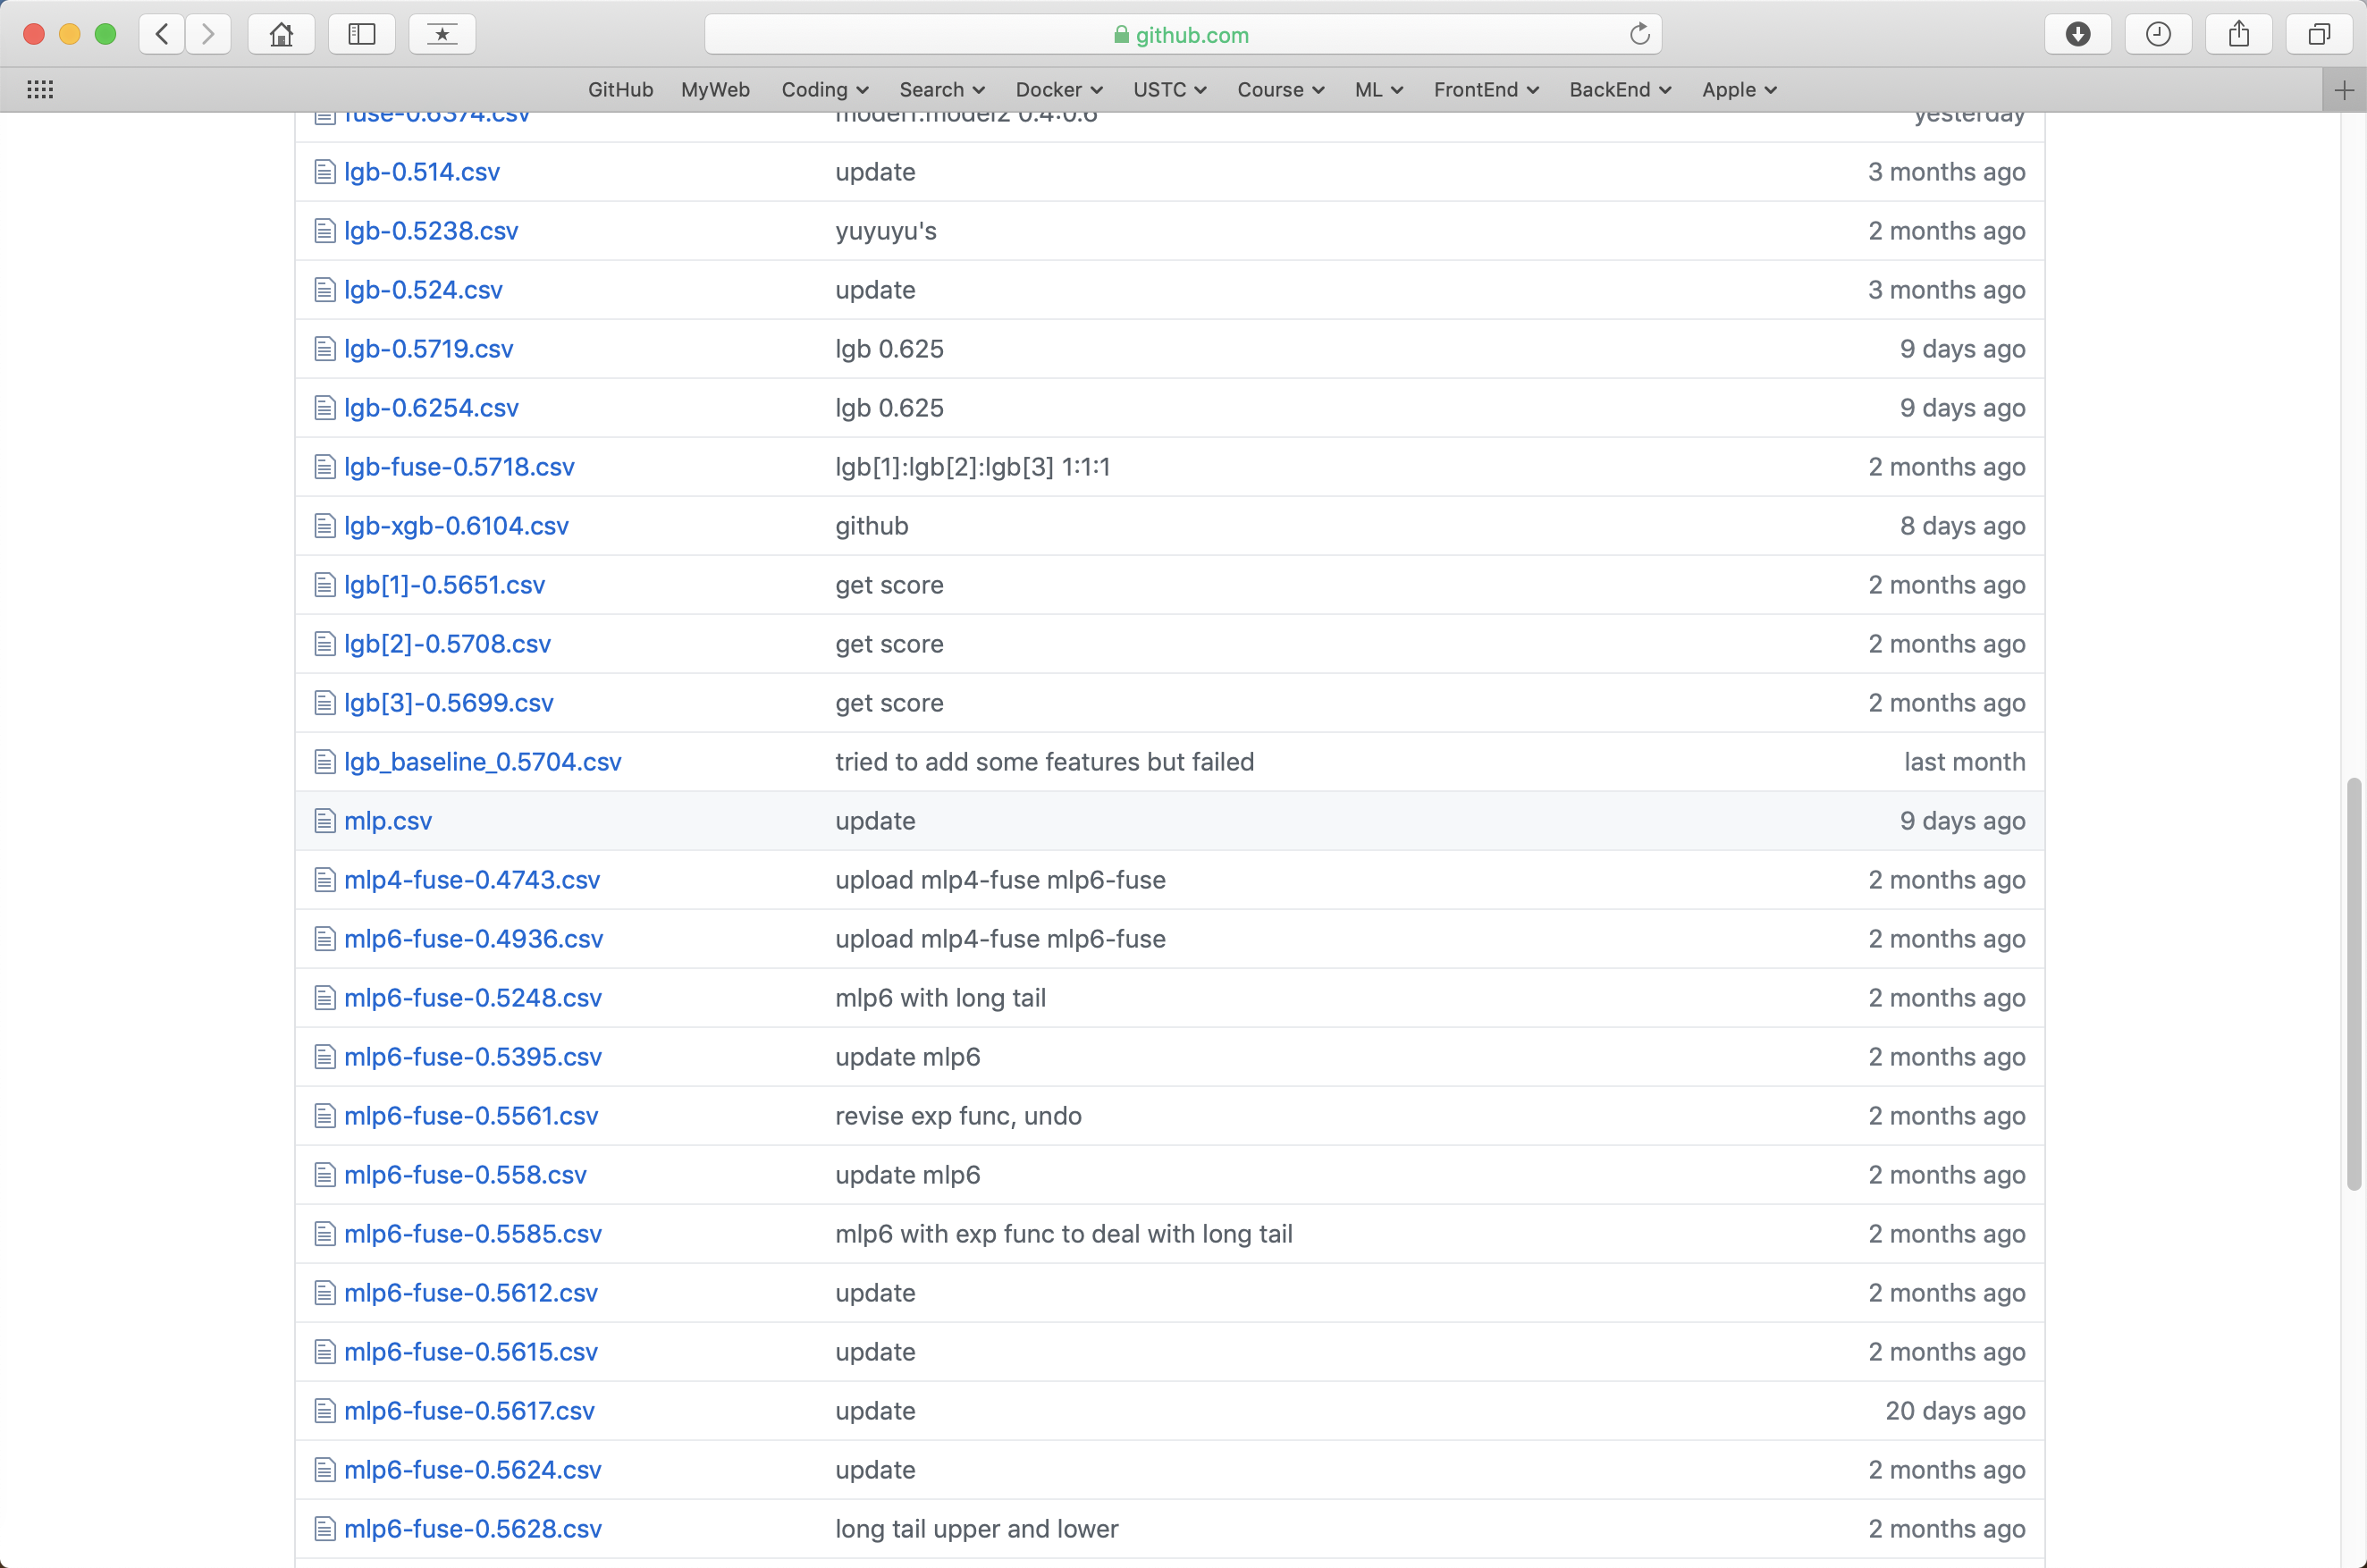 github.com
GitHub MyWeb Coding Search Docker USTC Course ML FrontEnd BackEnd Apple
fuse-0.6374.csv model1:model2 0.4:0.6 yesterday
lgb-0.514.csv update 3 months ago
lgb-0.5238.csv yuyuyu's 2 months ago
lgb-0.524.csv update 3 months ago
lgb-0.5719.csv lgb 0.625 9 days ago
lgb-0.6254.csv lgb 0.625 9 days ago
lgb-fuse-0.5718.csv lgb[1]:lgb[2]:lgb[3] 1:1:1 2 months ago
lgb-xgb-0.6104.csv github 8 days ago
lgb[1]-0.5651.csv get score 2 months ago
lgb[2]-0.5708.csv get score 2 months ago
lgb[3]-0.5699.csv get score 2 months ago
lgb_baseline_0.5704.csv tried to add some features but failed last month
mlp.csv update 9 days ago
mlp4-fuse-0.4743.csv upload mlp4-fuse mlp6-fuse 2 months ago
mlp6-fuse-0.4936.csv upload mlp4-fuse mlp6-fuse 2 months ago
mlp6-fuse-0.5248.csv mlp6 with long tail 2 months ago
mlp6-fuse-0.5395.csv update mlp6 2 months ago
mlp6-fuse-0.5561.csv revise exp func, undo 2 months ago
mlp6-fuse-0.558.csv update mlp6 2 months ago
mlp6-fuse-0.5585.csv mlp6 with exp func to deal with long tail 2 months ago
mlp6-fuse-0.5612.csv update 2 months ago
mlp6-fuse-0.5615.csv update 2 months ago
mlp6-fuse-0.5617.csv update 20 days ago
mlp6-fuse-0.5624.csv update 2 months ago
mlp6-fuse-0.5628.csv long tail upper and lower 2 months ago